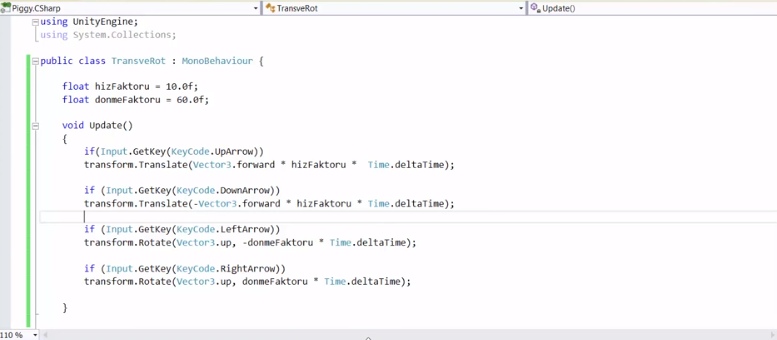 Piggy.CSharp TransveRot Update()
using UnityEngine;
using System.Collections;
public class TransveRot : MonoBehaviour {
float hizFaktoru = 10.0f;
float donmeFaktoru = 60.0f;
void Update()
{
if(Input.GetKey(KeyCode.UpArrow))
transform.Translate(Vector3.forward * hizFaktoru *  Time.deltaTime);
if (Input.GetKey(KeyCode.DownArrow))
transform.Translate(-Vector3.forward * hizFaktoru * Time.deltaTime);
if (Input.GetKey(KeyCode.LeftArrow))
transform.Rotate(Vector3.up, -donmeFaktoru * Time.deltaTime);
if (Input.GetKey(KeyCode.RightArrow))
transform.Rotate(Vector3.up, donmeFaktoru * Time.deltaTime);
}
110 %